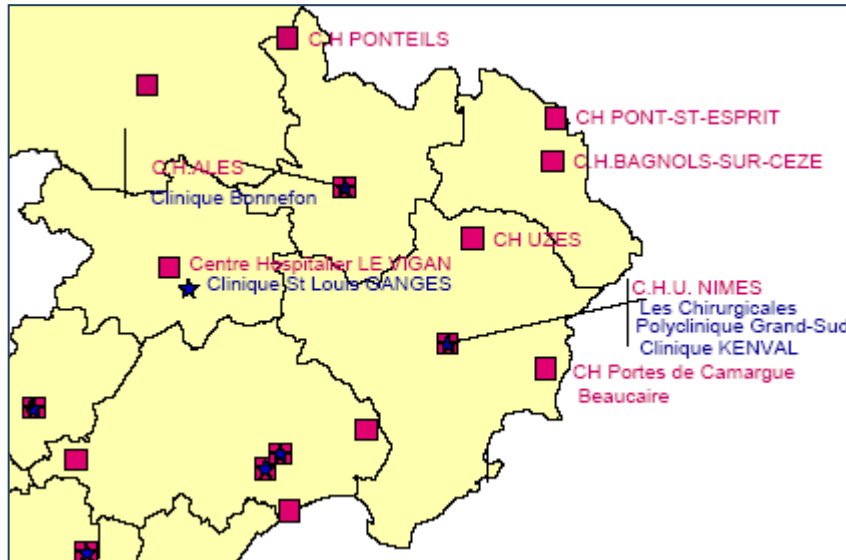 C.H PONTEILS
CH PONT-ST-ESPRIT
C.H.BAGNOLS-SUR-CEZE
C.H.ALES
Clinique Bonnefon
CH UZES
Centre Hospitalier LE VIGAN
Clinique St Louis GANGES
C.H.U. NIMES
Les Chirurgicales
Polyclinique Grand-Sud
Clinique KENVAL
CH Portes de Camargue
Beaucaire